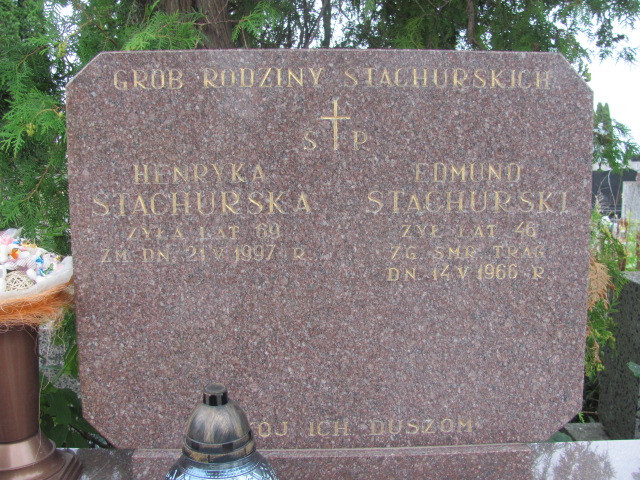 GRÓB RODZINY STACHURSKICH
S P
HENRYKA
STACHURSKA
ŻYŁA LAT 69
ZM. DN. 21 V 1997 R.
EDMUND
STACHURSKI
ŻYŁ LAT 46
ZG. SMR. TRAG.
DN. 14 V 1966 R.
ICH DUSZOM